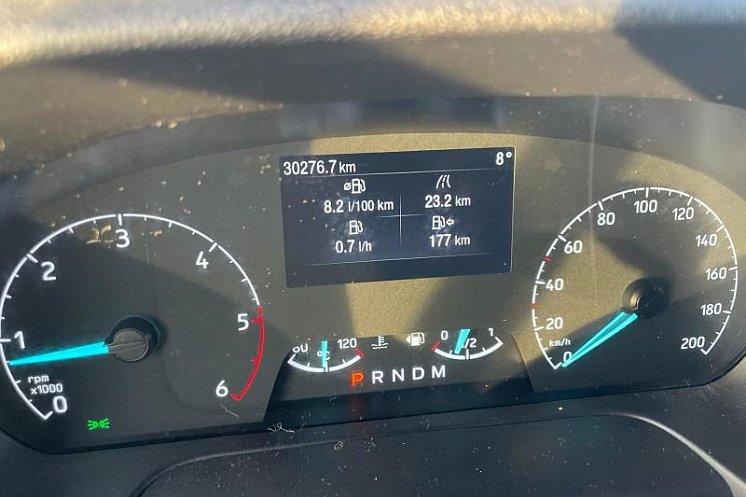 30276.7 km 8°
8.2 l/100 km 23.2 km
0.7 l/h 177 km
0 1 2 3 4 5 6
rpm
x1000
0 20 40 60 80 100 120 140 160 180 200
km/h
60 120
°C
0 1/2 1
P R N D M